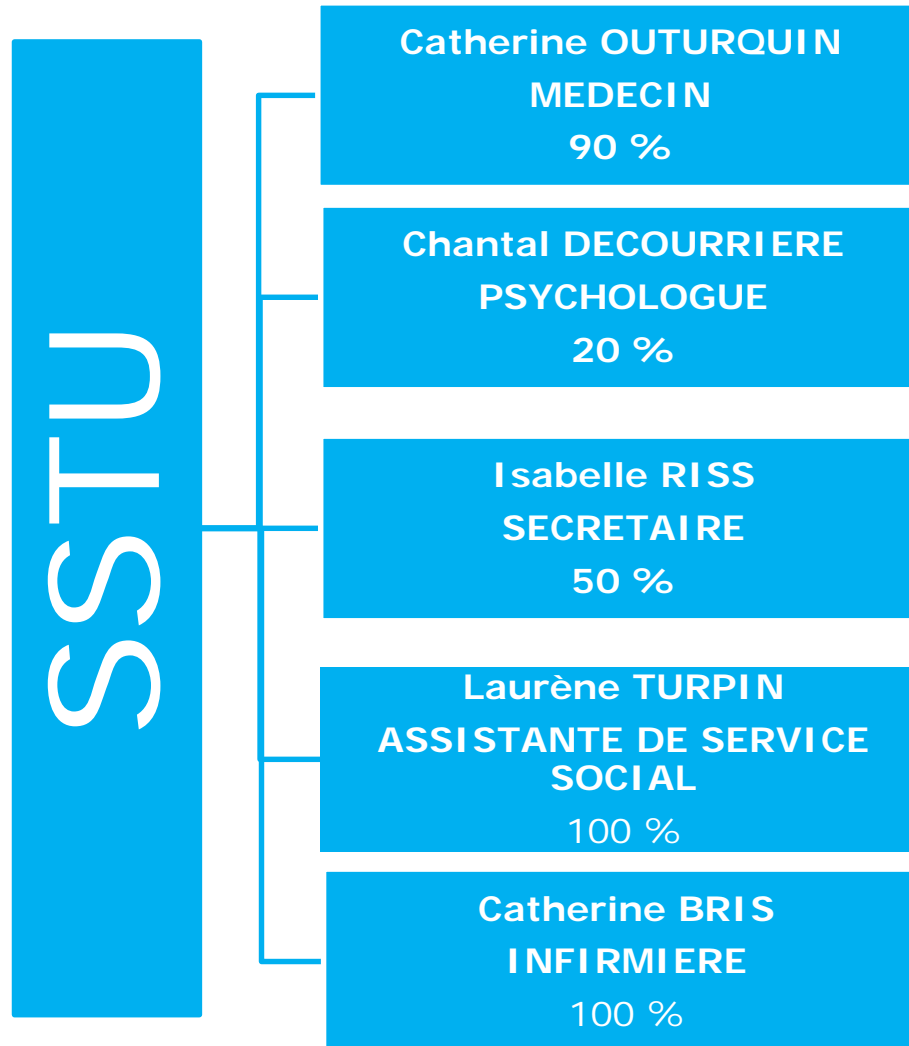 SSTU
Catherine OUTURQUIN
MEDECIN
90 %
Chantal DECOURRIERE
PSYCHOLOGUE
20 %
Isabelle RISS
SECRETAIRE
50 %
Laurène TURPIN
ASSISTANTE DE SERVICE
SOCIAL
100 %
Catherine BRIS
INFIRMIERE
100 %